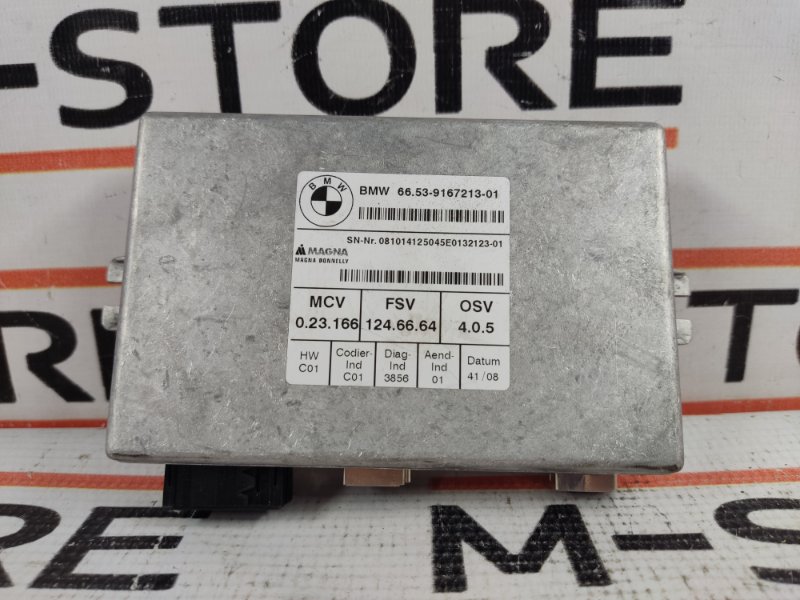 M-STORE
BMW
BMW 66.53-9167213-01
SN-Nr. 081014125045E0132123-01
MAGNA
MAGNA DONNELLY
MCV FSV OSV
0.23.166 124.66.64 4.0.5
HW Codier- Diag- Aend- Datum
C01 Ind Ind Ind 41/08
C01 3856 01
RE M-S